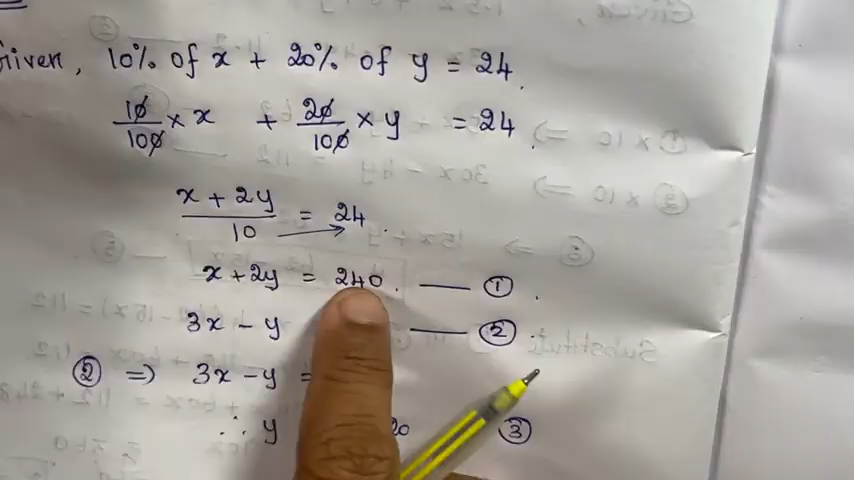 Given, 10% of x + 20% of y = 24.
10/100 × x + 20/100 × y = 24.
x + 2y / 10 = 24.
x + 2y = 240. — ①.
3x - y — ②.
② ⇒ 3x - y =
∴ y 20 ③